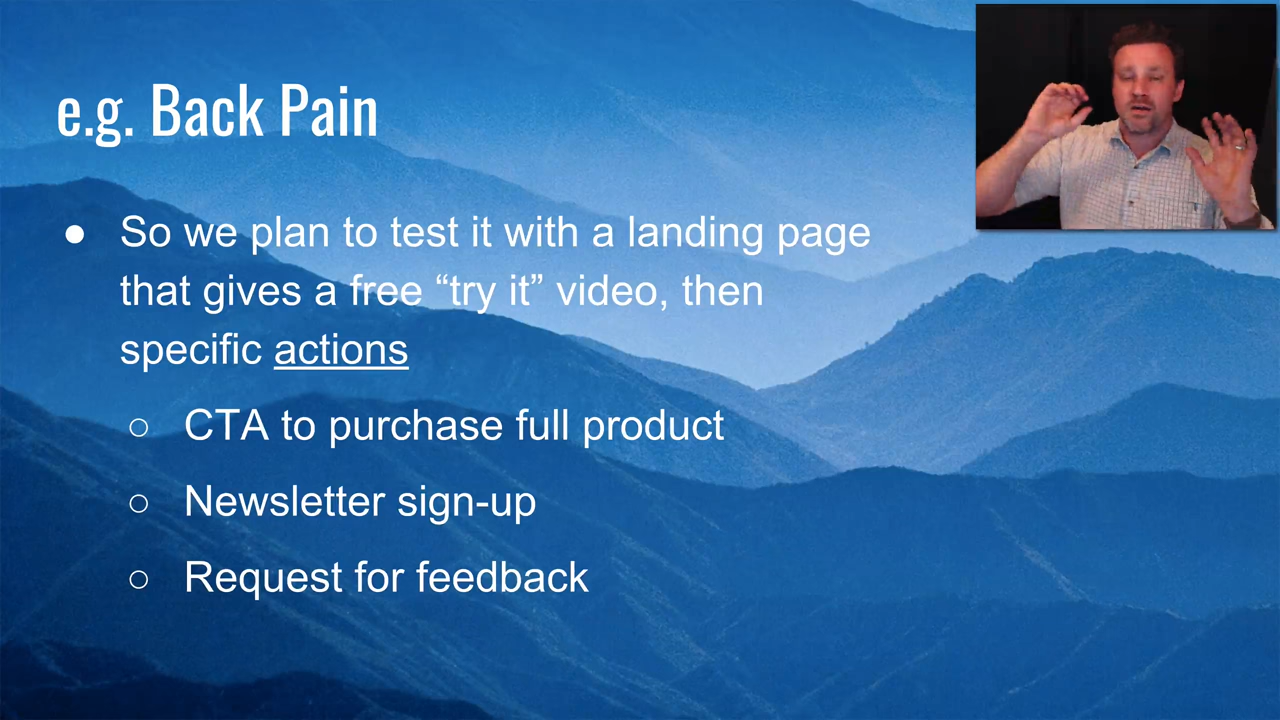 e.g. Back Pain
● So we plan to test it with a landing page
that gives a free “try it” video, then
specific actions
○ CTA to purchase full product
○ Newsletter sign-up
○ Request for feedback